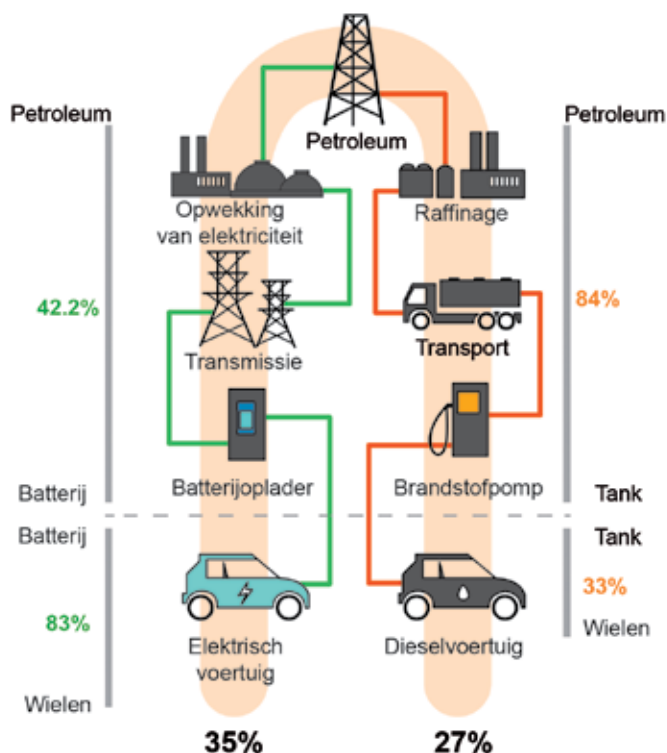 Petroleum
Petroleum
Petroleum
Opwekking
van elektriciteit
Raffinage
42.2%
84%
Transmissie
Transport
Batterijoplader
Brandstofpomp
Batterij
Tank
Batterij
Tank
83%
33%
Elektrisch
voertuig
Dieselvoertuig
Wielen
Wielen
35%
27%